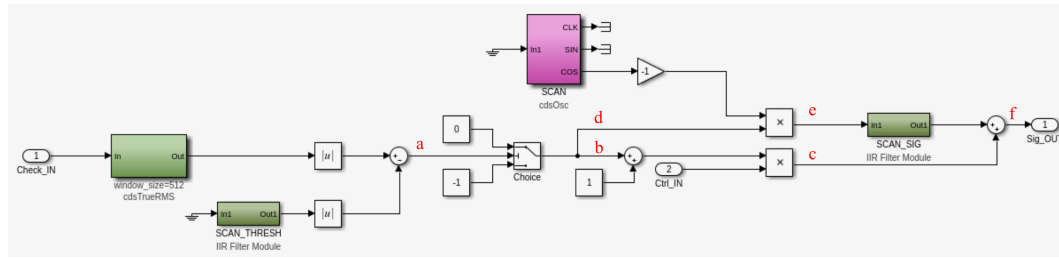 CLK
In1
SIN
COS
-1
SCAN
cdsOsc
0
d
×
e
In1
Out1
f
1
SCAN_SIG
Sig_OU
IIR Filter Module
1
Check_IN
In
Out
window_size=512
cdsTrueRMS
|u|
+
-
a
-1
Choice
b
+
+
1
2
Ctrl_IN
×
c
+
+
In1
Out1
SCAN_THRESH
IIR Filter Module
|u|